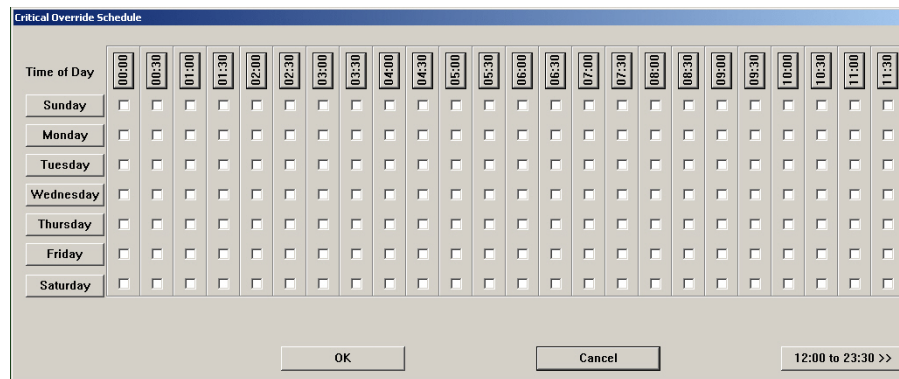 Critical Override Schedule
Time of Day 00:00 00:30 01:00 01:30 02:00 02:30 03:00 03:30 04:00 04:30 05:00 05:30 06:00 06:30 07:00 07:30 08:00 08:30 09:00 09:30 10:00 10:30 11:00 11:30
Sunday
Monday
Tuesday
Wednesday
Thursday
Friday
Saturday
OK Cancel 12:00 to 23:30 >>